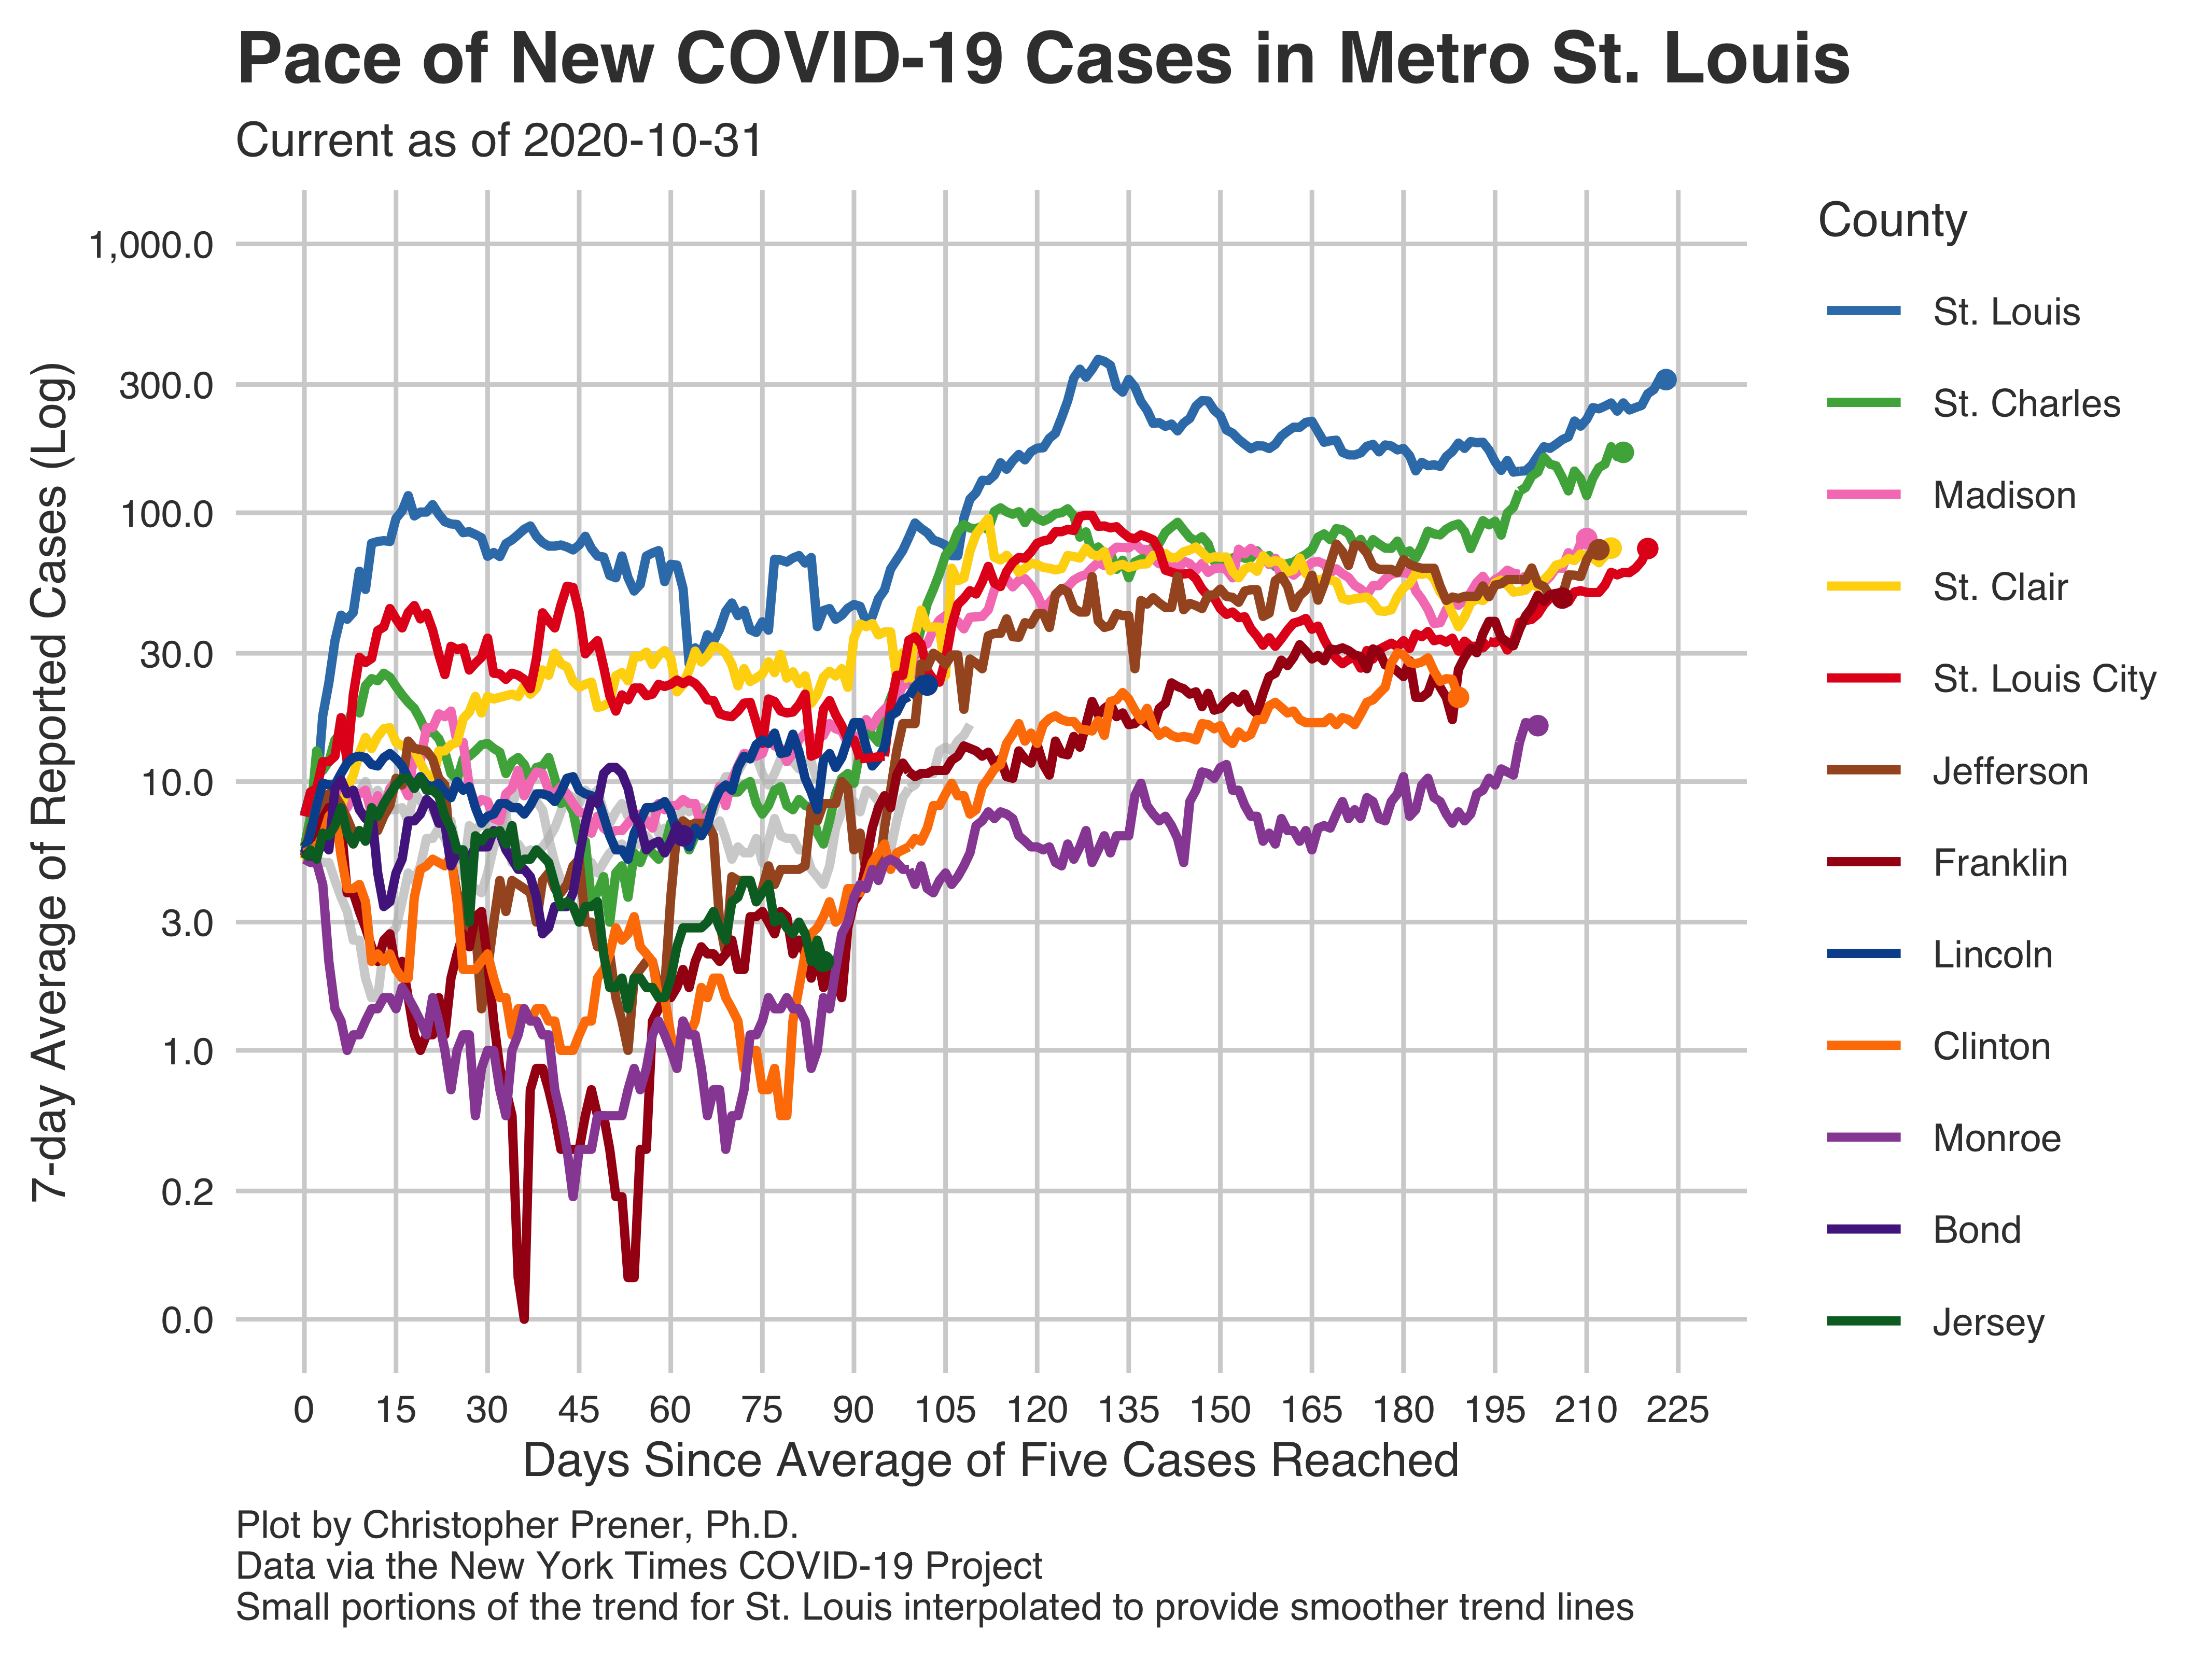 Pace of New COVID-19 Cases in Metro St. Louis
Current as of 2020-10-31
7-day Average of Reported Cases (Log)
1,000.0
300.0
100.0
30.0
10.0
3.0
1.0
0.2
0.0
0 15 30 45 60 75 90 105 120 135 150 165 180 195 210 225
Days Since Average of Five Cases Reached
County
St. Louis
St. Charles
Madison
St. Clair
St. Louis City
Jefferson
Franklin
Lincoln
Clinton
Monroe
Bond
Jersey
Plot by Christopher Prener, Ph.D.
Data via the New York Times COVID-19 Project
Small portions of the trend for St. Louis interpolated to provide smoother trend lines